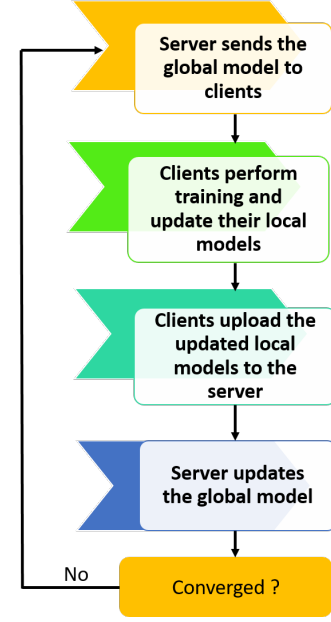 Server sends the
global model to
clients
Clients perform
training and
update their local
models
Clients upload the
updated local
models to the
server
Server updates
the global model
No
Converged ?